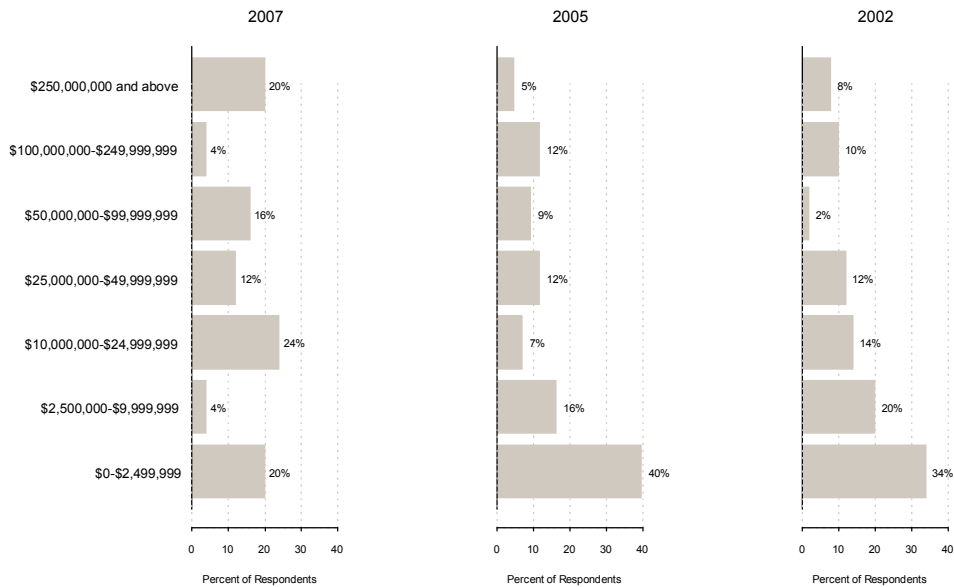 2007 2005 2002
$250,000,000 and above 20% 5% 8%
$100,000,000-$249,999,999 4% 12% 10%
$50,000,000-$99,999,999 16% 9% 2%
$25,000,000-$49,999,999 12% 12% 12%
$10,000,000-$24,999,999 24% 7% 14%
$2,500,000-$9,999,999 4% 16% 20%
$0-$2,499,999 20% 40% 34%
0 10 20 30 40 0 10 20 30 40 0 10 20 30 40
Percent of Respondents Percent of Respondents Percent of Respondents